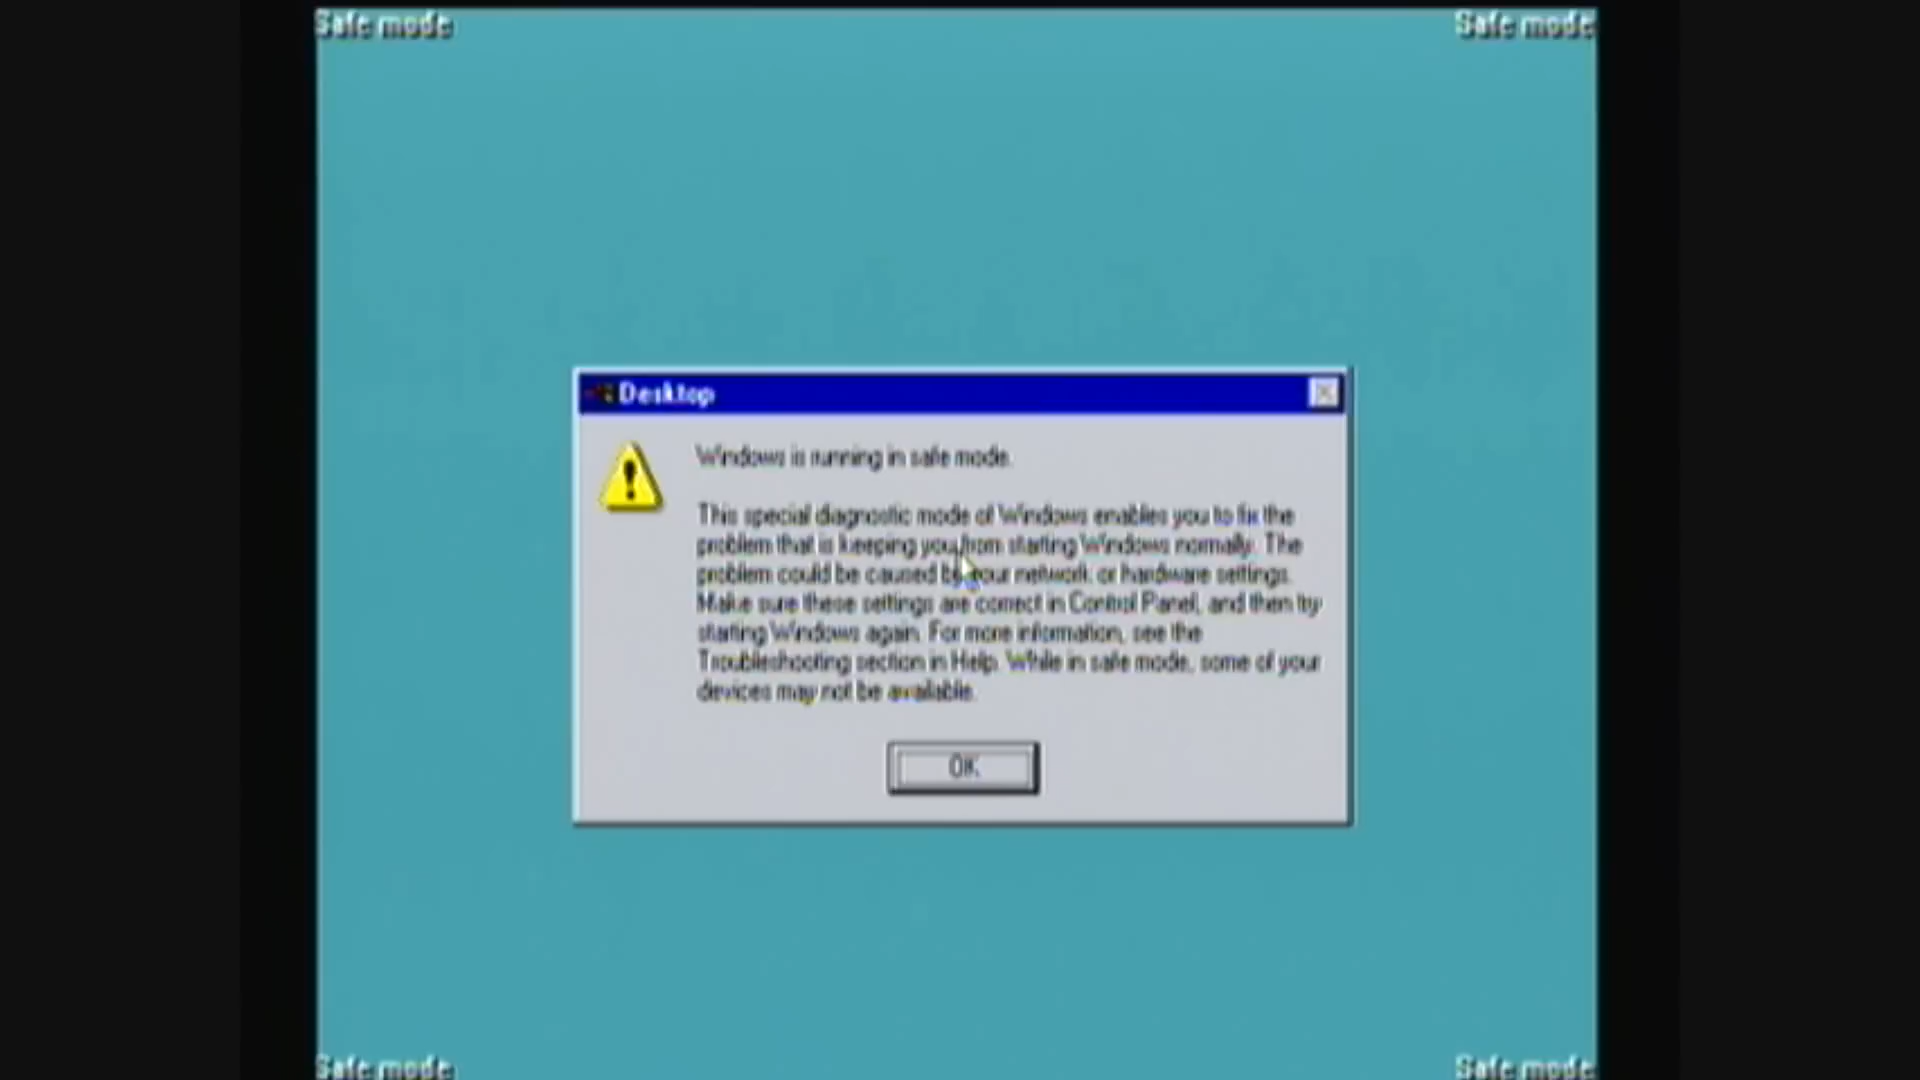 Safe mode Safe mode
Desktop
Windows is running in safe mode.
This special diagnostic mode of Windows enables you to fix the
problem that is keeping you from starting Windows normally. The
problem could be caused by your network or hardware settings.
Make sure these settings are correct in Control Panel, and then try
starting Windows again. For more information, see the
Troubleshooting section in Help. While in safe mode, some of your
devices may not be available.
OK
Safe mode Safe mode